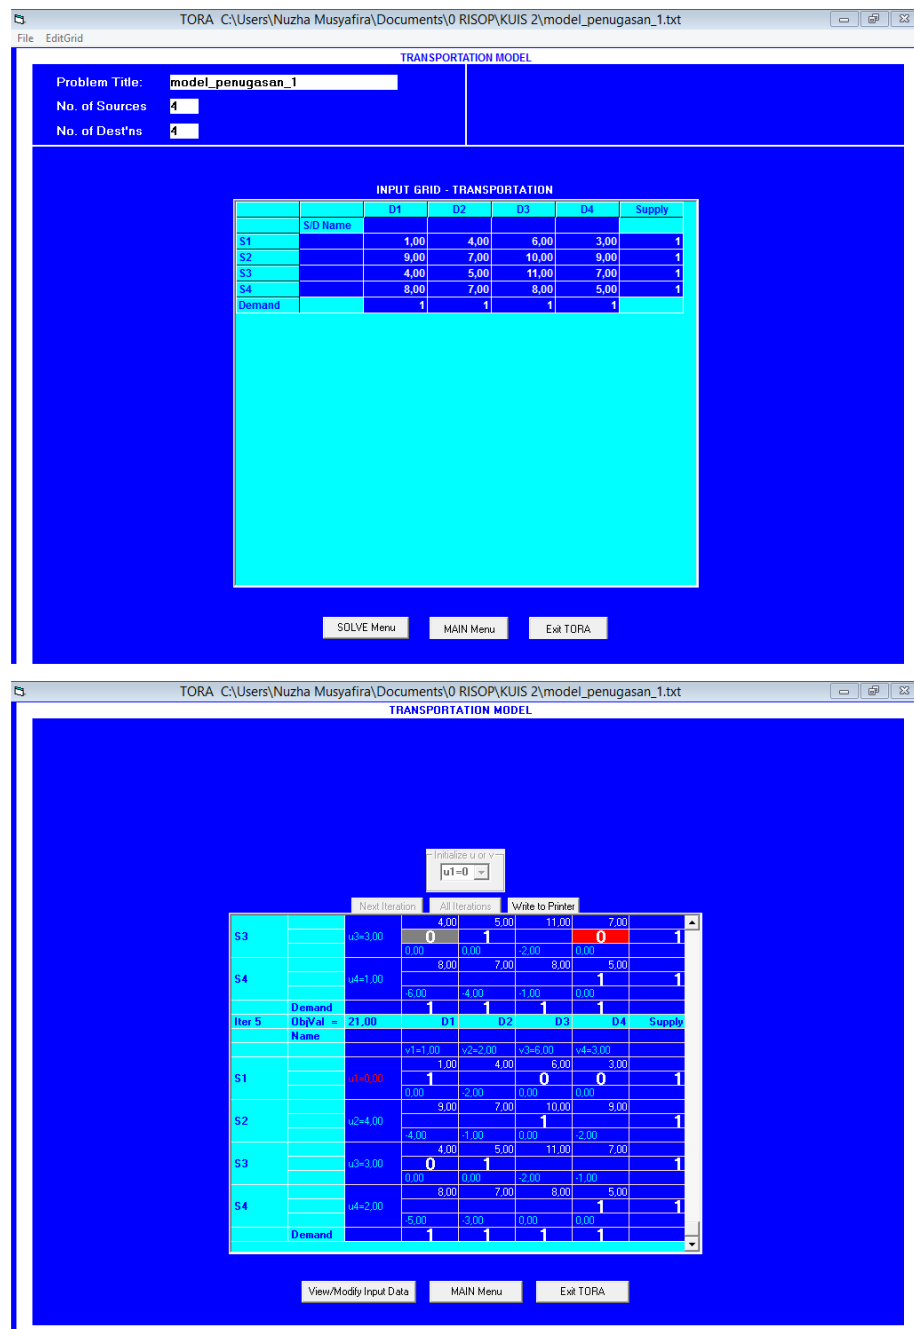 TORA C:\Users\Nuzha Musyafira\Documents\0 RISOP\KUIS 2\model_penugasan_1.txt
File EditGrid
TRANSPORTATION MODEL
Problem Title: model_penugasan_1
No. of Sources 4
No. of Dest'ns 4
INPUT GRID - TRANSPORTATION
D1 D2 D3 D4 Supply
S/D Name
S1 1,00 4,00 6,00 3,00 1
S2 9,00 7,00 10,00 9,00 1
S3 4,00 5,00 11,00 7,00 1
S4 8,00 7,00 8,00 5,00 1
Demand 1 1 1 1
SOLVE Menu MAIN Menu Exit TORA
TORA C:\Users\Nuzha Musyafira\Documents\0 RISOP\KUIS 2\model_penugasan_1.txt
TRANSPORTATION MODEL
Initialize u or v
u1=0
Next Iteration All Iterations Write to Printer
4,00 5,00 11,00 7,00
S3 u3=3,00 0 1 0 1
0,00 0,00 -2,00 0,00
8,00 7,00 8,00 5,00
S4 u4=1,00 1 1
-6,00 -4,00 -1,00 0,00
Demand 1 1 1 1
Iter 5 ObjVal = 21,00 D1 D2 D3 D4 Supply
Name
v1=1,00 v2=2,00 v3=6,00 v4=3,00
1,00 4,00 6,00 3,00
S1 u1=0,00 1 0 0 1
0,00 -2,00 0,00 0,00
9,00 7,00 10,00 9,00
S2 u2=4,00 1 1
-4,00 -1,00 0,00 -2,00
4,00 5,00 11,00 7,00
S3 u3=3,00 0 1 1
0,00 0,00 -2,00 -1,00
8,00 7,00 8,00 5,00
S4 u4=2,00 1 1
-5,00 -3,00 0,00 0,00
Demand 1 1 1 1
View/Modify Input Data MAIN Menu Exit TORA